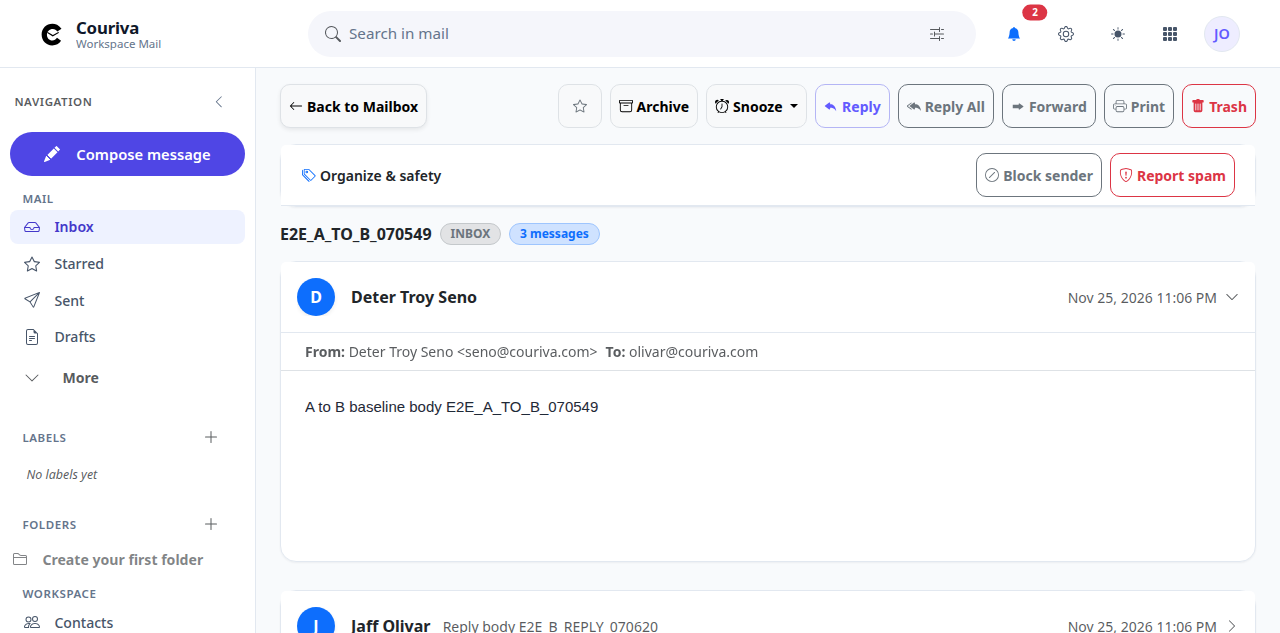 Couriva
Workspace Mail
Search in mail
2
JO
NAVIGATION
Compose message
MAIL
Inbox
Starred
Sent
Drafts
More
LABELS
No labels yet
FOLDERS
Create your first folder
WORKSPACE
Contacts
Back to Mailbox
Archive
Snooze
Reply
Reply All
Forward
Print
Trash
Organize & safety
Block sender
Report spam
E2E_A_TO_B_070549
INBOX
3 messages
D
Deter Troy Seno
Nov 25, 2026 11:06 PM
From: Deter Troy Seno <seno@couriva.com> To: olivar@couriva.com
A to B baseline body E2E_A_TO_B_070549
J
Jaff Olivar
Reply body E2E_B_REPLY_070620
Nov 25, 2026 11:06 PM